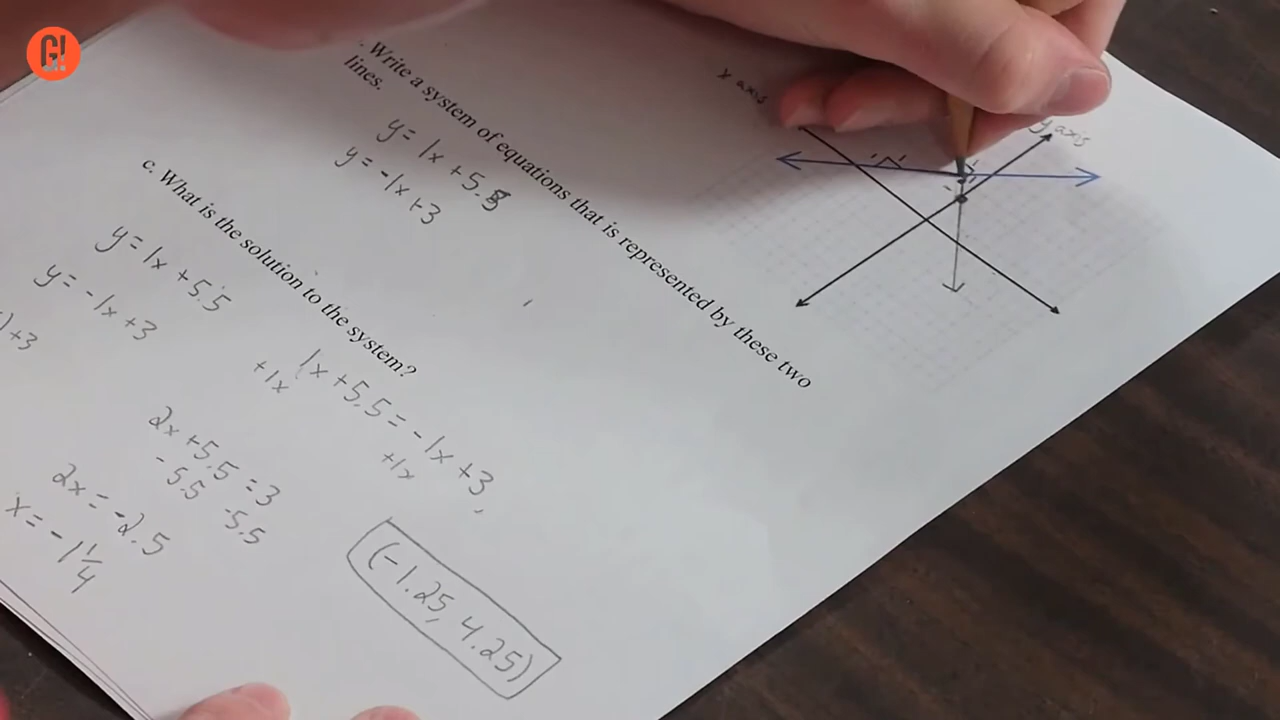 G!
. Write a system of equations that is represented by these two
lines.
y = 1x + 5.5
y = -1x + 3
x axis
y axis
c. What is the solution to the system?
y = 1x + 5.5
y = -1x + 3
) + 3
1x + 5.5 = -1x + 3
+1x +1x
2x + 5.5 = 3
- 5.5 -5.5
2x = -2.5
x = -1 1/4
(-1.25, 4.25)